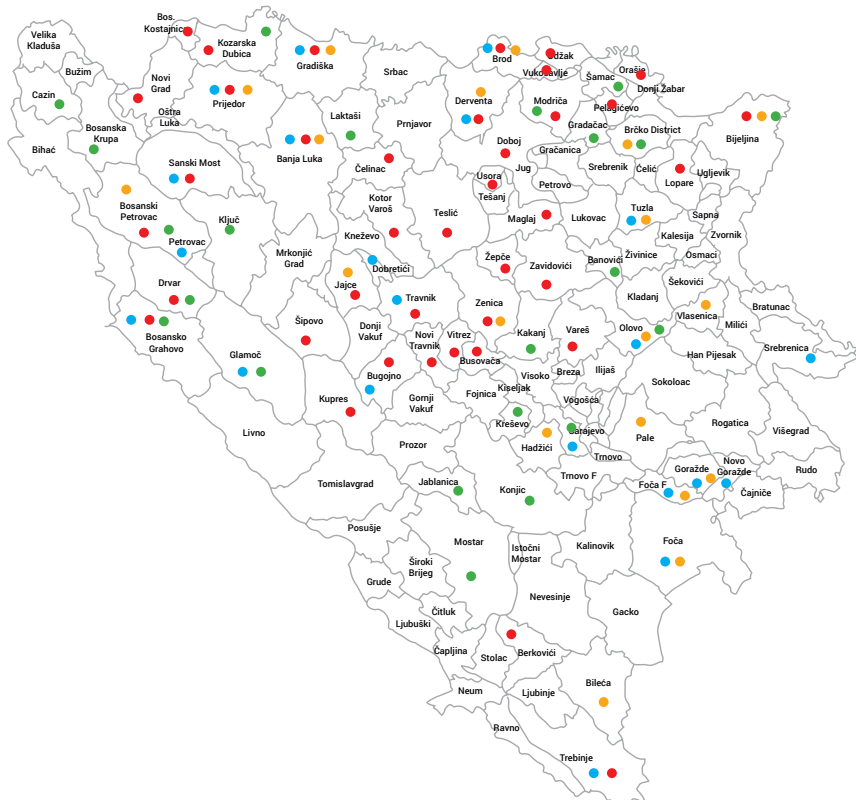 Velika
Kladuša
Bos.
Kostajnica
Kozarska
Dubica
Gradiška
Brod
Odžak
Vukosavlje
Srbac
Bužim
Novi
Grad
Cazin
Prijedor
Oštra
Luka
Bosanska
Krupa
Bihać
Sanski Most
Laktaši
Banja Luka
Prnjavor
Derventa
Modriča
Šamac
Orašje
Donji Žabar
Pelagićevo
Gradačac
Brčko District
Bijeljina
Doboj
Jug
Gračanica
Petrovo
Srebrenik
Čelić
Lopare
Ugljevik
Čelinac
Usora
Tešanj
Kotor
Varoš
Teslić
Maglaj
Lukovac
Tuzla
Sapna
Kalesija
Zvornik
Bosanski
Petrovac
Ključ
Petrovac
Mrkonjić
Grad
Kneževo
Dobretići
Žepče
Zavidovići
Banovići
Živinice
Osmaci
Šekovići
Drvar
Jajce
Travnik
Zenica
Kladanj
Vlasenica
Bratunac
Milići
Bosansko
Grahovo
Šipovo
Donji
Vakuf
Novi
Travnik
Vitrez
Busovača
Kakanj
Vareš
Olovo
Srebrenica
Glamoč
Bugojno
Fojnica
Kiseljak
Visoko
Breza
Ilijaš
Han Pijesak
Sokoloac
Kupres
Gornji
Vakuf
Kreševo
Vogošća
Livno
Prozor
Hadžići
Sarajevo
Pale
Rogatica
Višegrad
Trnovo
Tomislavgrad
Jablanica
Konjic
Trnovo F
Foča F
Goražde
Novo
Goražde
Rudo
Čajniče
Posušje
Mostar
Istočni
Mostar
Kalinovik
Foča
Široki
Brijeg
Grude
Čitluk
Ljubuški
Nevesinje
Gacko
Čapljina
Stolac
Berkovići
Neum
Ljubinje
Bileća
Ravno
Trebinje